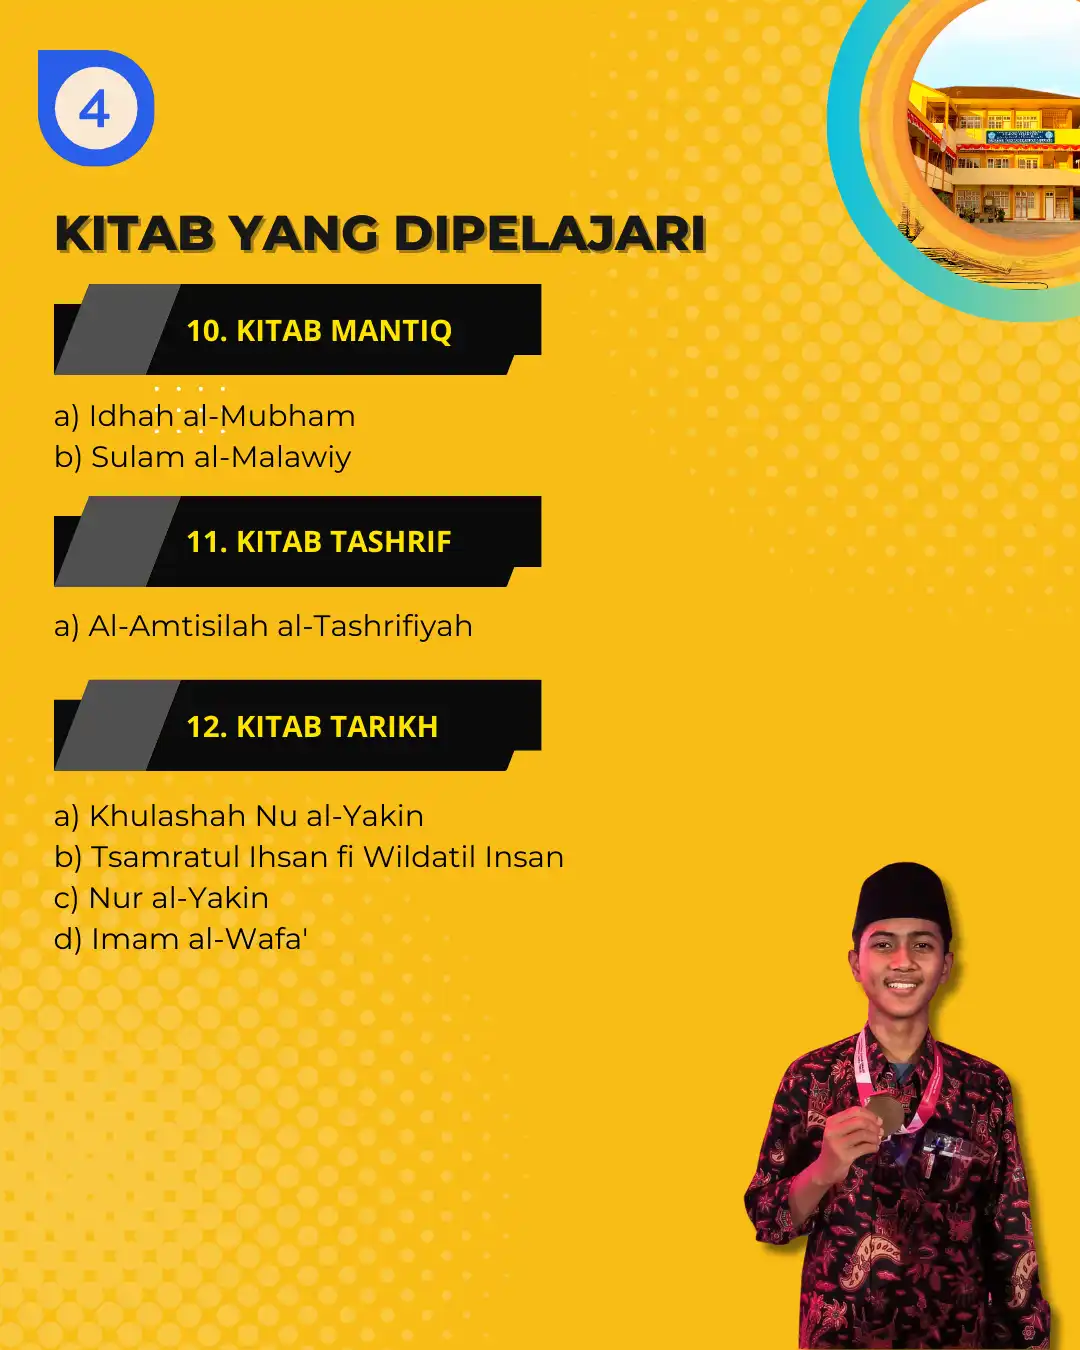 4
KITAB YANG DIPELAJARI
10. KITAB MANTIQ
a) Idhah al-Mubham
b) Sulam al-Malawiy
11. KITAB TASHRIF
a) Al-Amtisilah al-Tashrifiyah
12. KITAB TARIKH
a) Khulashah Nu al-Yakin
b) Tsamratul Ihsan fi Wildatil Insan
c) Nur al-Yakin
d) Imam al-Wafa'